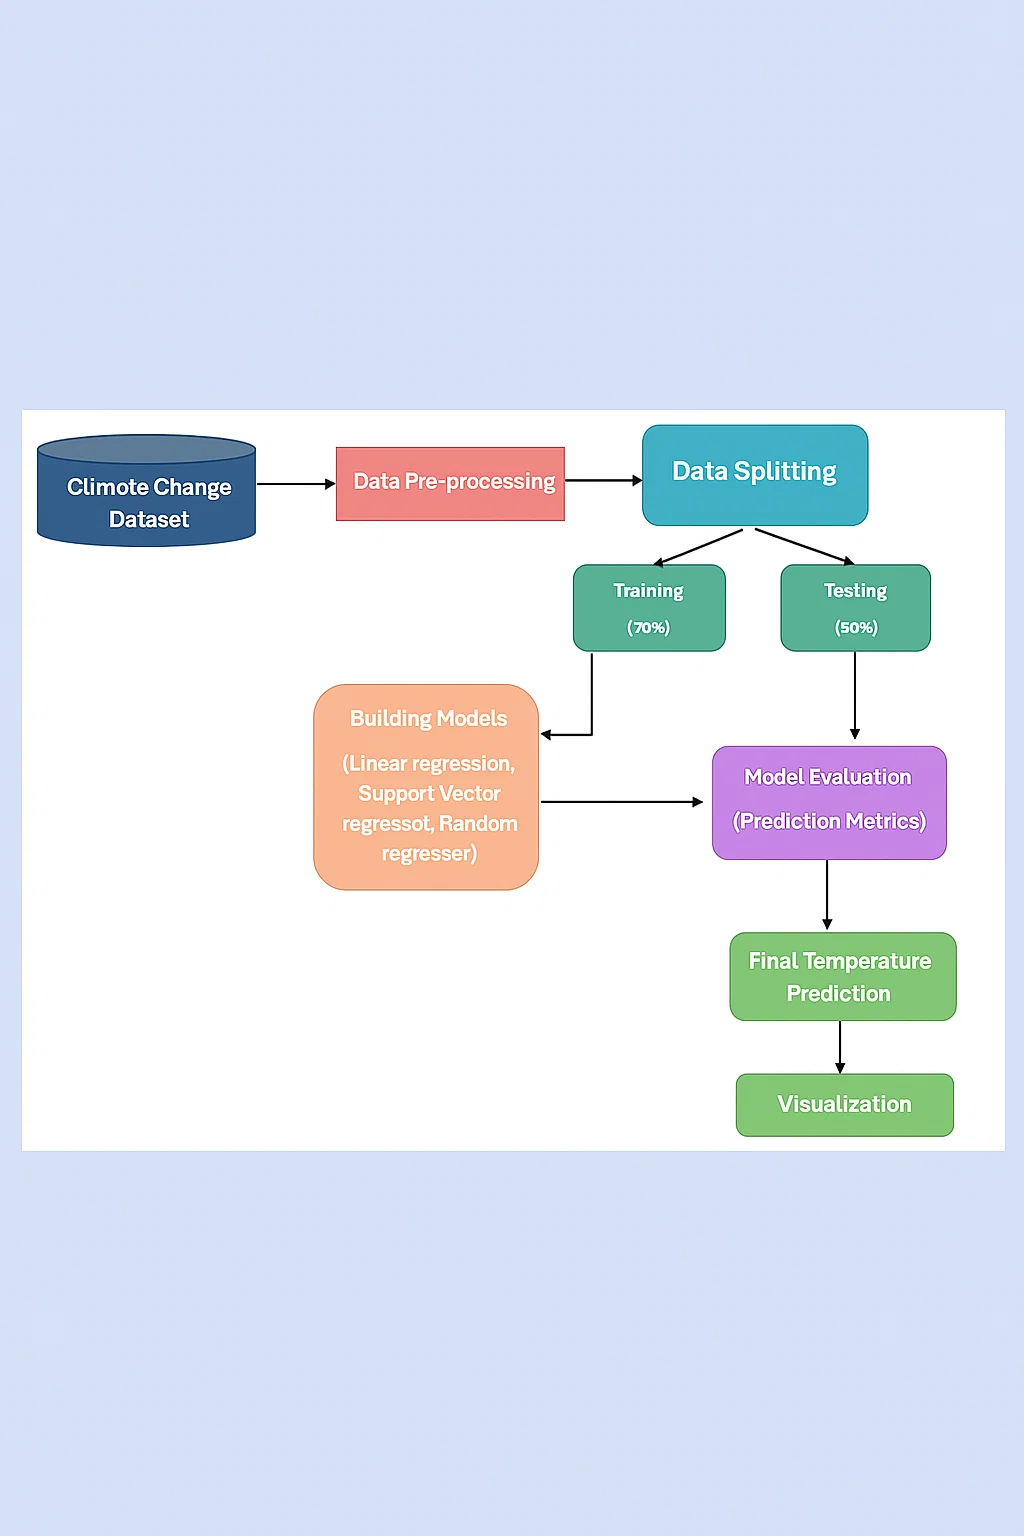 Climote Change
Dataset
Data Pre-processing
Data Splitting
Training
(70%)
Testing
(50%)
Building Models
(Linear regression,
Support Vector
regressot, Random
regresser)
Model Evaluation
(Prediction Metrics)
Final Temperature
Prediction
Visualization